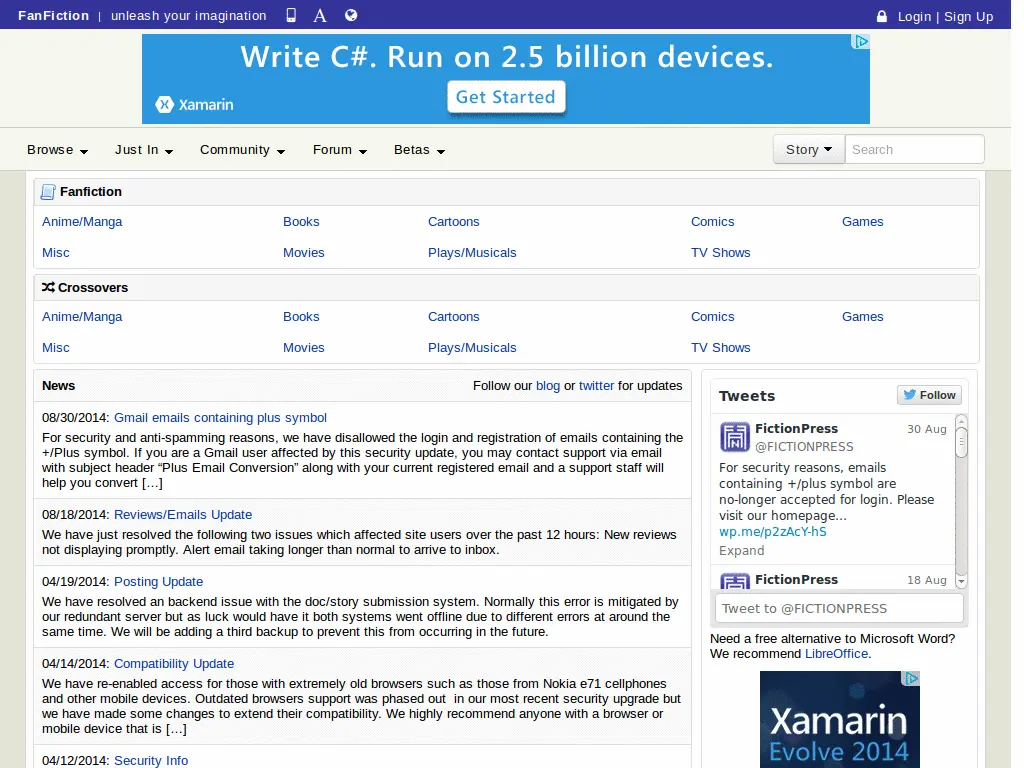 FanFiction | unleash your imagination A Login | Sign Up
Write C#. Run on 2.5 billion devices.
Xamarin Get Started
Browse Just In Community Forum Betas Story Search
Fanfiction
Anime/Manga Books Cartoons Comics Games
Misc Movies Plays/Musicals TV Shows
Crossovers
Anime/Manga Books Cartoons Comics Games
Misc Movies Plays/Musicals TV Shows
News Follow our blog or twitter for updates
08/30/2014: Gmail emails containing plus symbol
For security and anti-spamming reasons, we have disallowed the login and registration of emails containing the
+/Plus symbol. If you are a Gmail user affected by this security update, you may contact support via email
with subject header “Plus Email Conversion” along with your current registered email and a support staff will
help you convert […]
08/18/2014: Reviews/Emails Update
We have just resolved the following two issues which affected site users over the past 12 hours: New reviews
not displaying promptly. Alert email taking longer than normal to arrive to inbox.
04/19/2014: Posting Update
We have resolved an backend issue with the doc/story submission system. Normally this error is mitigated by
our redundant server but as luck would have it both systems went offline due to different errors at around the
same time. We will be adding a third backup to prevent this from occurring in the future.
04/14/2014: Compatibility Update
We have re-enabled access for those with extremely old browsers such as those from Nokia e71 cellphones
and other mobile devices. Outdated browsers support was phased out in our most recent security upgrade but
we have made some changes to extend their compatibility. We highly recommend anyone with a browser or
mobile device that is […]
04/12/2014: Security Info
Tweets Follow
FictionPress 30 Aug
@FICTIONPRESS
For security reasons, emails
containing +/plus symbol are
no-longer accepted for login. Please
visit our homepage...
wp.me/p2zAcY-hS
Expand
FictionPress 18 Aug
Tweet to @FICTIONPRESS
Need a free alternative to Microsoft Word?
We recommend LibreOffice.
Xamarin
Evolve 2014